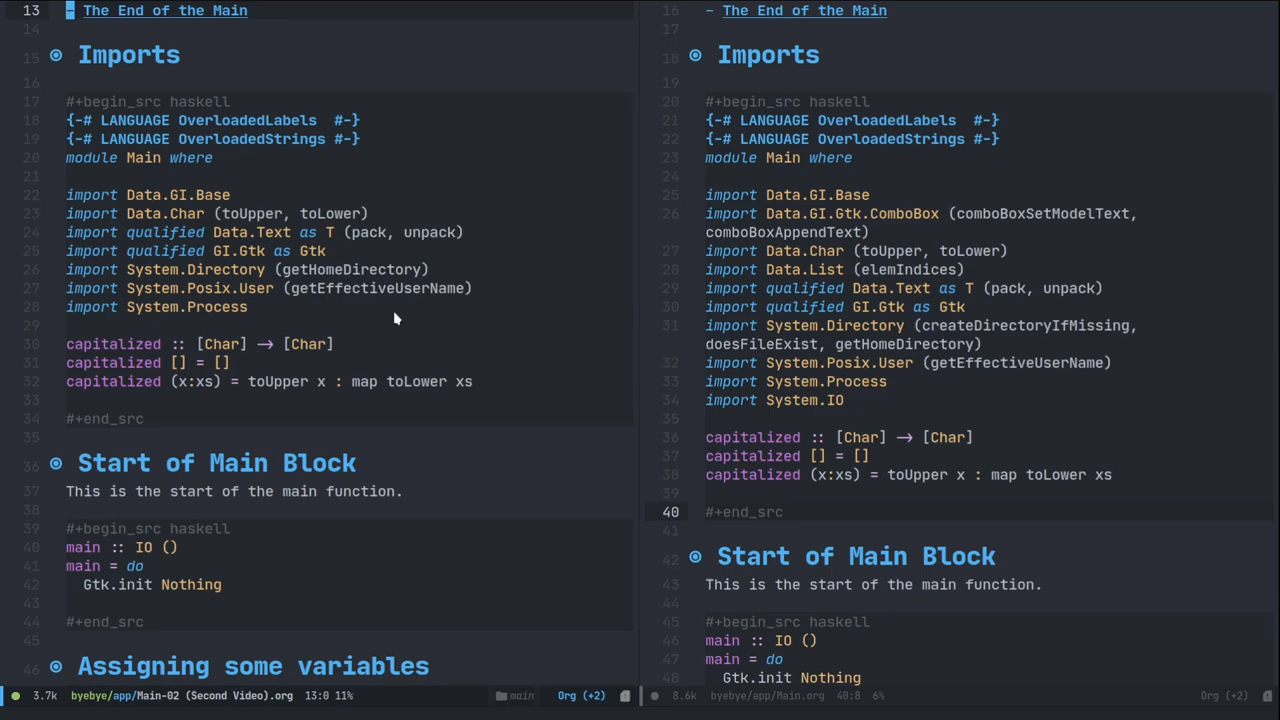 13 - The End of the Main
14
15 Imports
16
17 #+begin_src haskell
18 {-# LANGUAGE OverloadedLabels  #-}
19 {-# LANGUAGE OverloadedStrings #-}
20 module Main where
21
22 import Data.GI.Base
23 import Data.Char (toUpper, toLower)
24 import qualified Data.Text as T (pack, unpack)
25 import qualified GI.Gtk as Gtk
26 import System.Directory (getHomeDirectory)
27 import System.Posix.User (getEffectiveUserName)
28 import System.Process
29
30 capitalized :: [Char] → [Char]
31 capitalized [] = []
32 capitalized (x:xs) = toUpper x : map toLower xs
33
34 #+end_src
35
36 Start of Main Block
37 This is the start of the main function.
38
39 #+begin_src haskell
40 main :: IO ()
41 main = do
42   Gtk.init Nothing
43
44 #+end_src
45
46 Assigning some variables
3.7k byebye/app/Main-02 (Second Video).org 13:0 11% main Org (+2)
16 - The End of the Main
17
18 Imports
19
20 #+begin_src haskell
21 {-# LANGUAGE OverloadedLabels  #-}
22 {-# LANGUAGE OverloadedStrings #-}
23 module Main where
24
25 import Data.GI.Base
26 import Data.GI.Gtk.ComboBox (comboBoxSetModelText,
comboBoxAppendText)
27 import Data.Char (toUpper, toLower)
28 import Data.List (elemIndices)
29 import qualified Data.Text as T (pack, unpack)
30 import qualified GI.Gtk as Gtk
31 import System.Directory (createDirectoryIfMissing,
doesFileExist, getHomeDirectory)
32 import System.Posix.User (getEffectiveUserName)
33 import System.Process
34 import System.IO
35
36 capitalized :: [Char] → [Char]
37 capitalized [] = []
38 capitalized (x:xs) = toUpper x : map toLower xs
39
40 #+end_src
41
42 Start of Main Block
43 This is the start of the main function.
44
45 #+begin_src haskell
46 main :: IO ()
47 main = do
48   Gtk.init Nothing
8.6k byebye/app/Main.org 40:8 6% Org (+2)